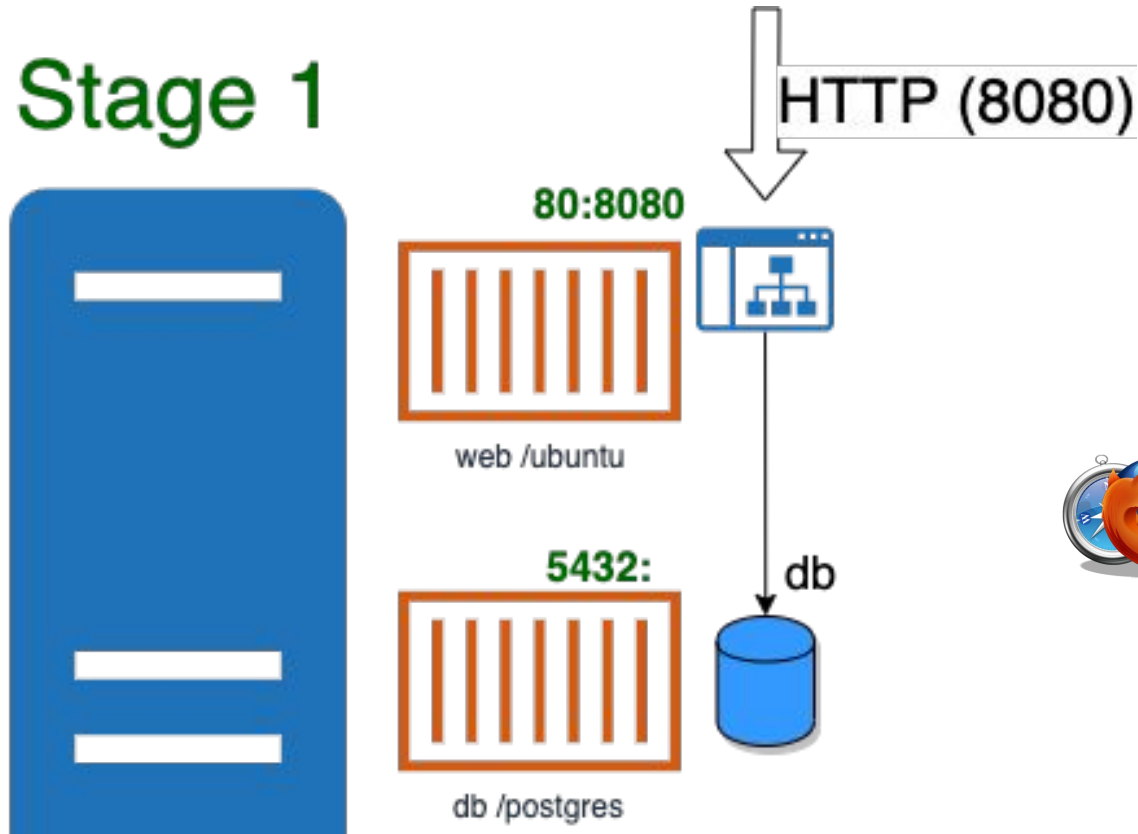 Stage 1
HTTP (8080)
80:8080
web /ubuntu
5432:
db
db /postgres